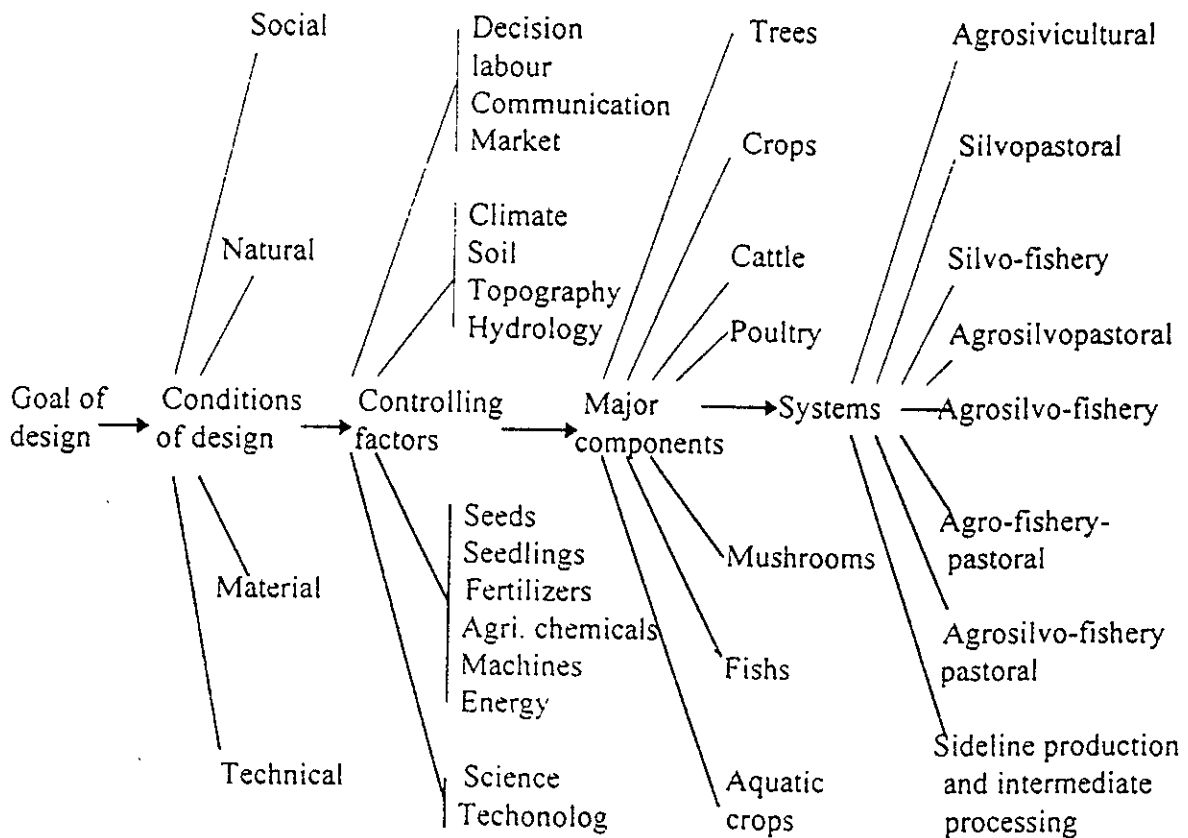 Social
Natural
Goal of
design
Conditions
of design
Material
Technical
Decision
labour
Communication
Market
Climate
Soil
Topography
Hydrology
Controlling
factors
Seeds
Seedlings
Fertilizers
Agri. chemicals
Machines
Energy
Science
Techonolog
Trees
Crops
Cattle
Poultry
Major
components
Mushrooms
Fishs
Aquatic
crops
Systems
Agrosivicultural
Silvopastoral
Silvo-fishery
Agrosilvopastoral
Agrosilvo-fishery
Agro-fishery-
pastoral
Agrosilvo-fishery
pastoral
Sideline production
and intermediate
processing